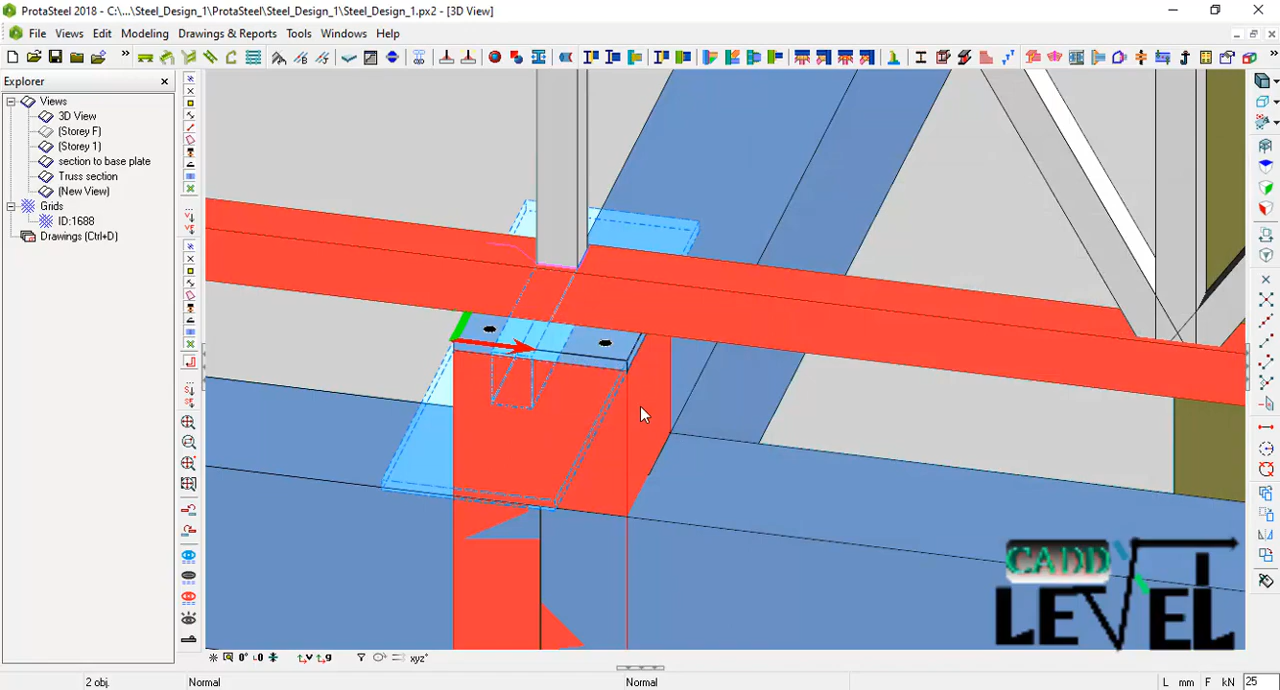 ProtaSteel 2018 - C:\...\Steel_Design_1\ProtaSteel\Steel_Design_1\Steel_Design_1.px2 - [3D View]
File Views Edit Modeling Drawings & Reports Tools Windows Help
Explorer
Views
3D View
(Storey F)
(Storey 1)
section to base plate
Truss section
(New View)
Grids
ID:1688
Drawings (Ctrl+D)
CADD
LEVEL
2 obj.
Normal
Normal
L mm F kN 25